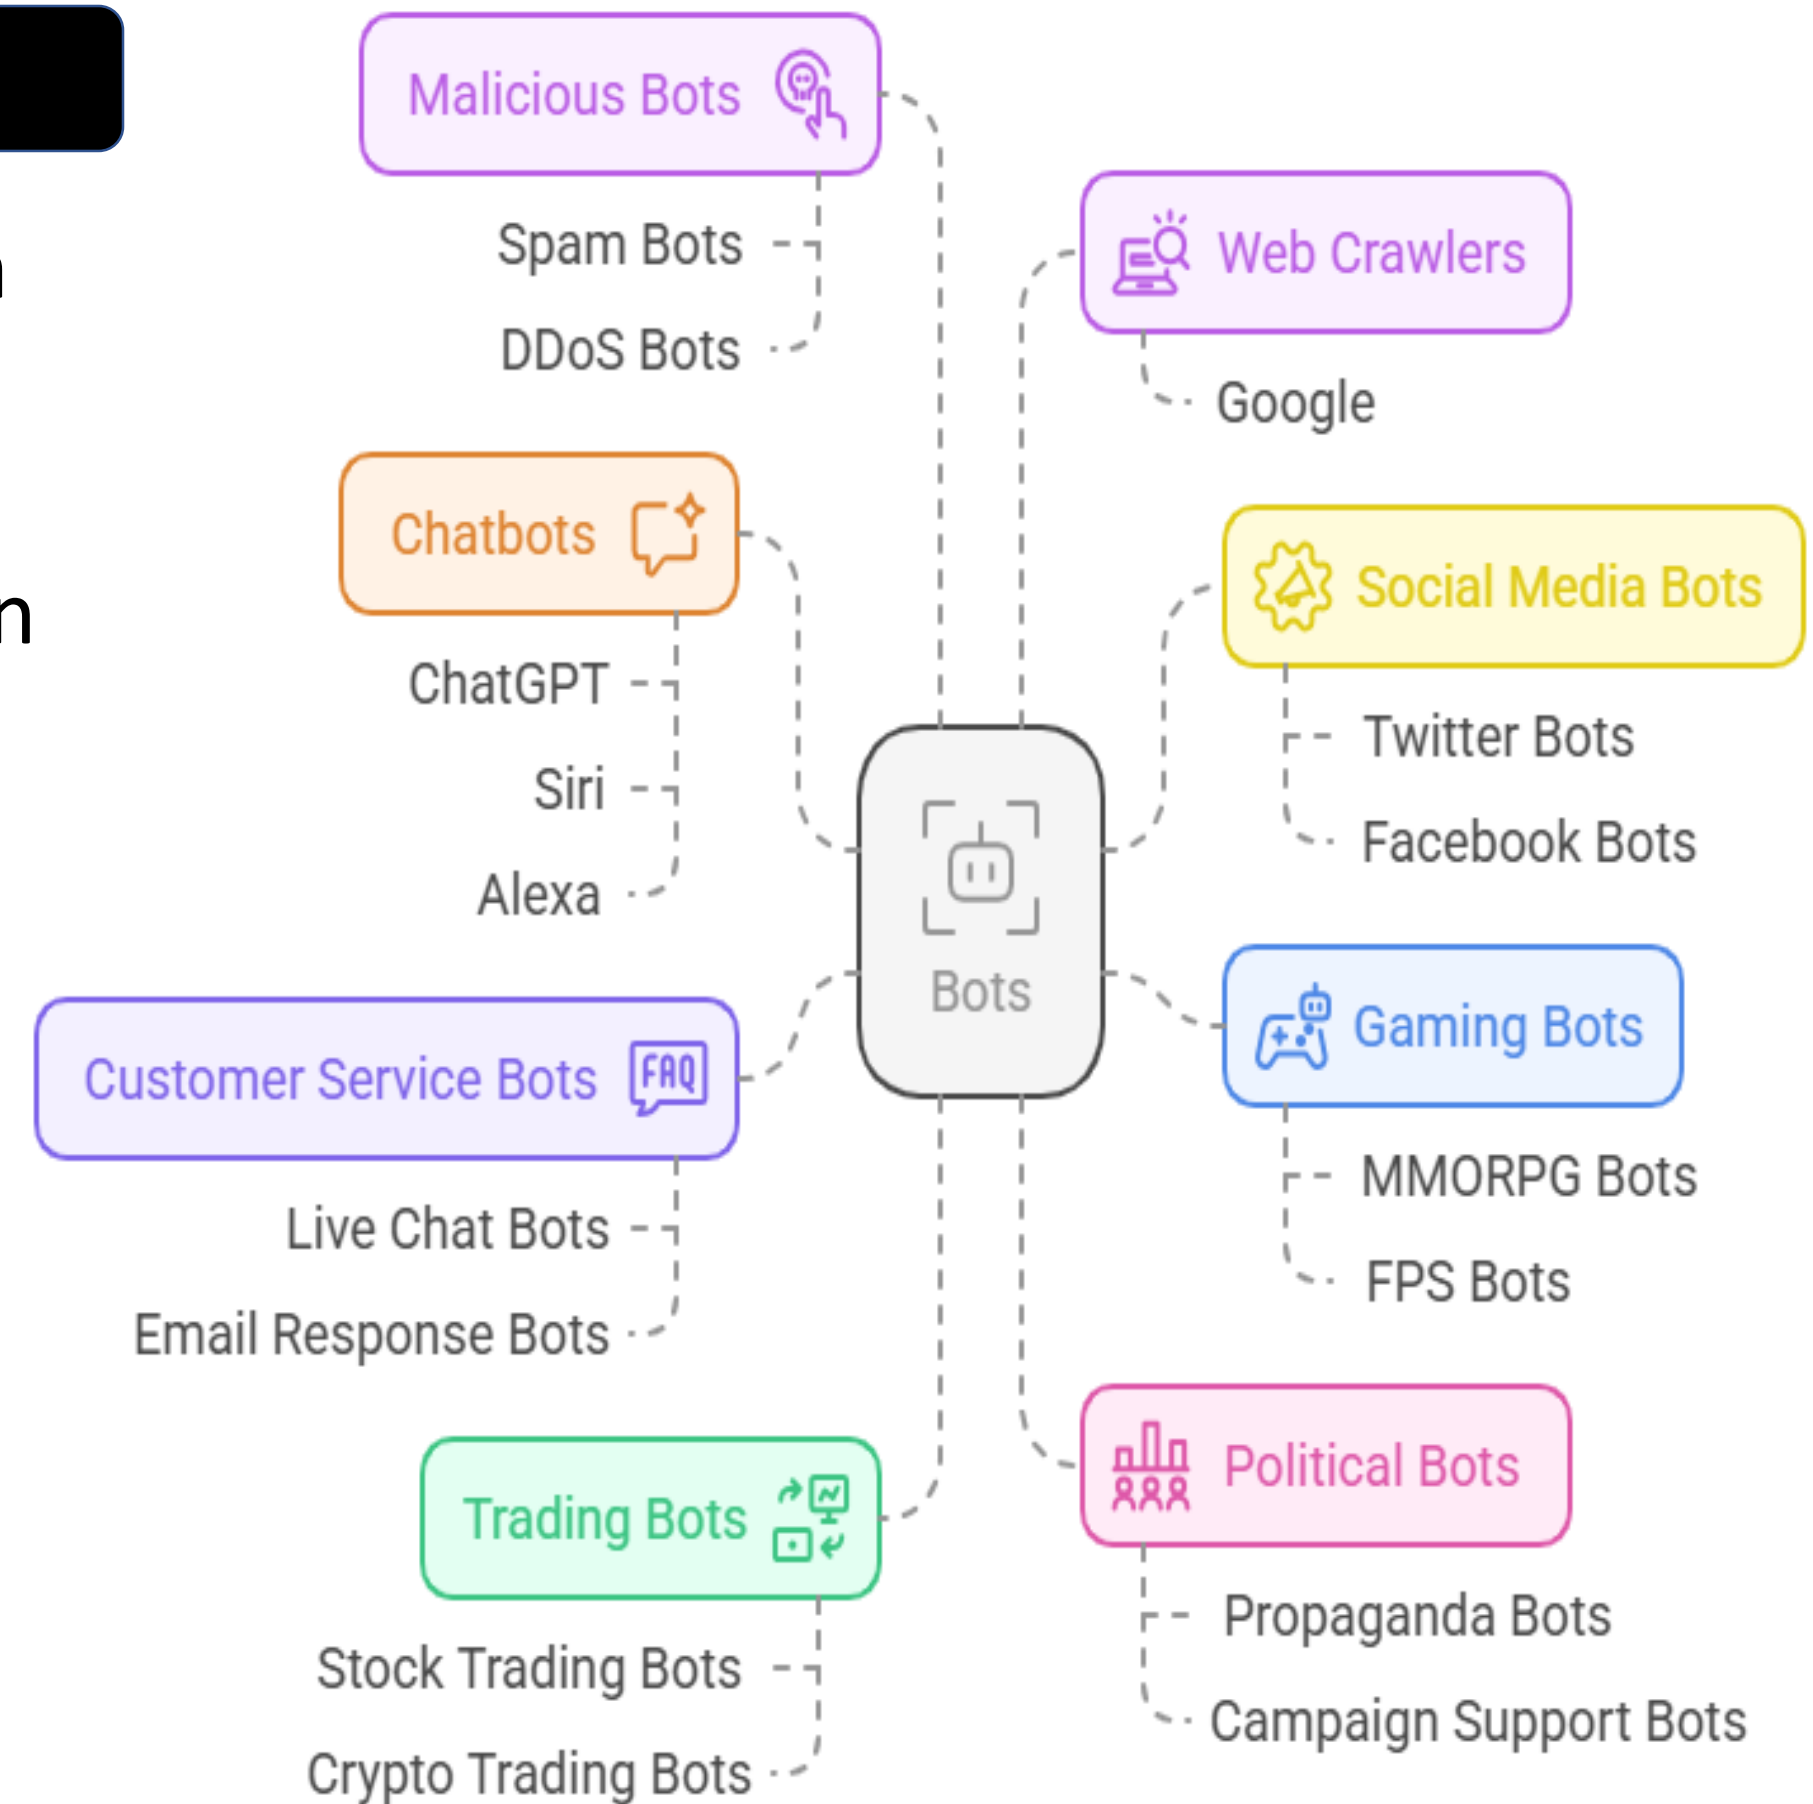 Malicious Bots
Spam Bots
DDoS Bots
Web Crawlers
Google
Chatbots
ChatGPT
Siri
Alexa
Social Media Bots
Twitter Bots
Facebook Bots
Bots
Customer Service Bots
FAQ
Live Chat Bots
Email Response Bots
Gaming Bots
MMORPG Bots
FPS Bots
Trading Bots
Stock Trading Bots
Crypto Trading Bots
Political Bots
Propaganda Bots
Campaign Support Bots
n